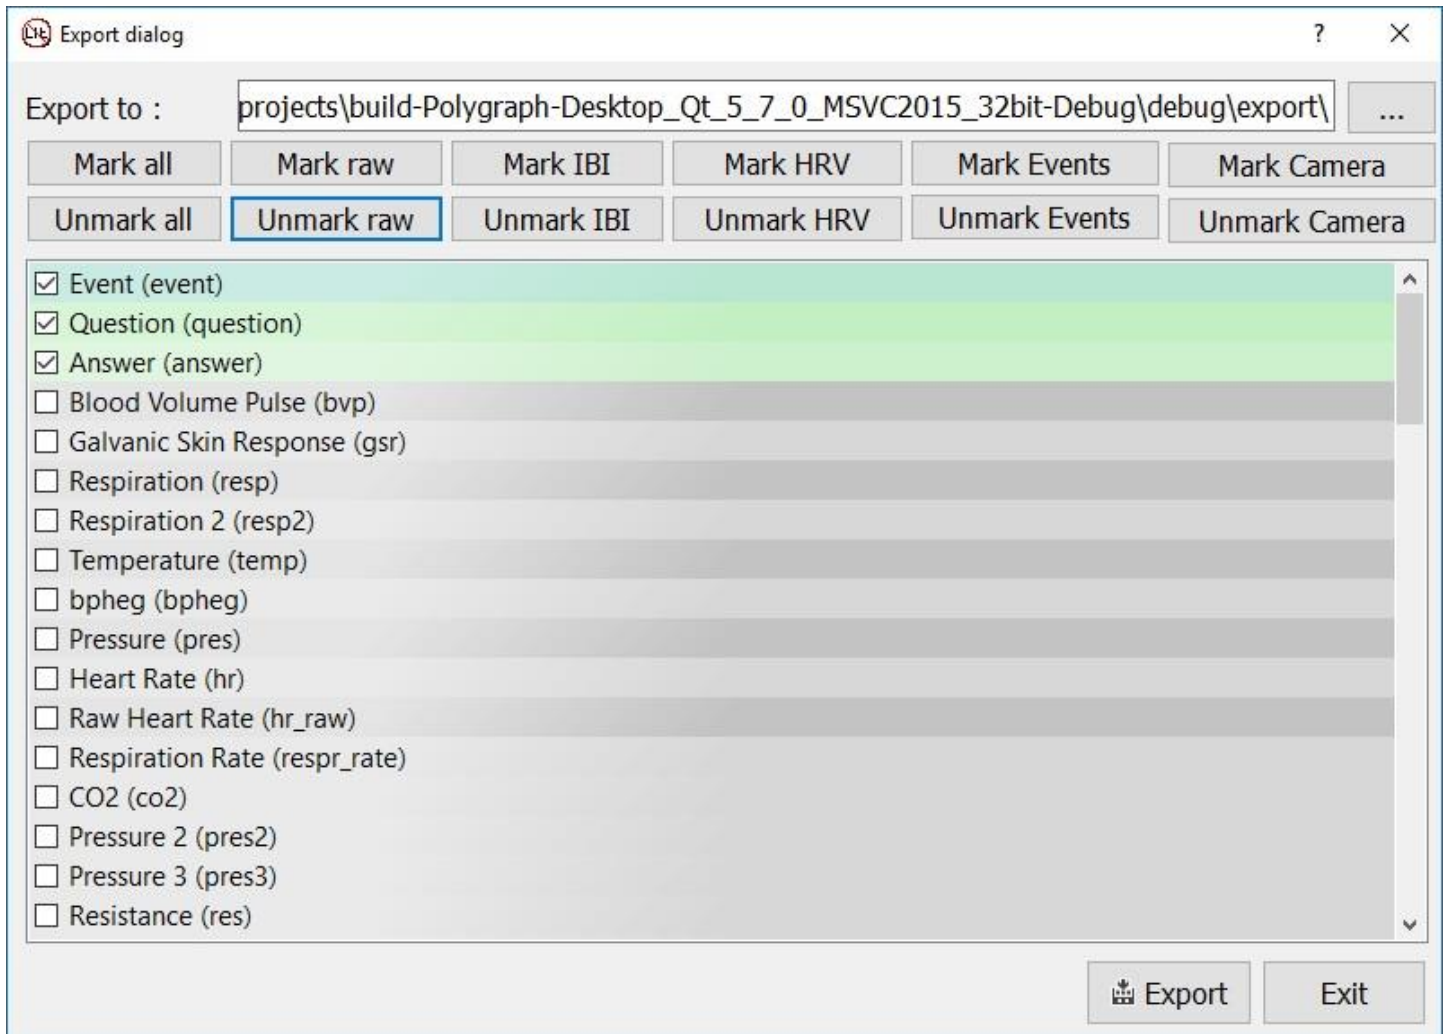 Export dialog ?
Export to : projects\build-Polygraph-Desktop_Qt_5_7_0_MSVC2015_32bit-Debug\debug\export\ ...
Mark all Mark raw Mark IBI Mark HRV Mark Events Mark Camera
Unmark all Unmark raw Unmark IBI Unmark HRV Unmark Events Unmark Camera
Event (event)
Question (question)
Answer (answer)
Blood Volume Pulse (bvp)
Galvanic Skin Response (gsr)
Respiration (resp)
Respiration 2 (resp2)
Temperature (temp)
bpheg (bpheg)
Pressure (pres)
Heart Rate (hr)
Raw Heart Rate (hr_raw)
Respiration Rate (respr_rate)
CO2 (co2)
Pressure 2 (pres2)
Pressure 3 (pres3)
Resistance (res)
Export Exit